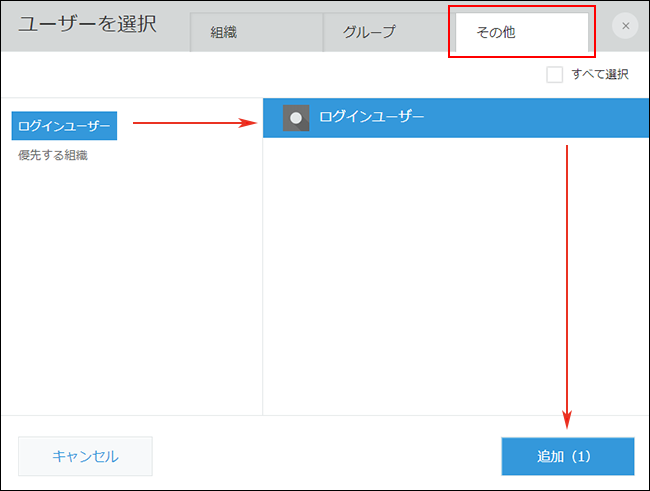 ユーザーを選択
組織
グループ
その他
×
すべて選択
ログインユーザー
優先する組織
ログインユーザー
キャンセル
追加（1）